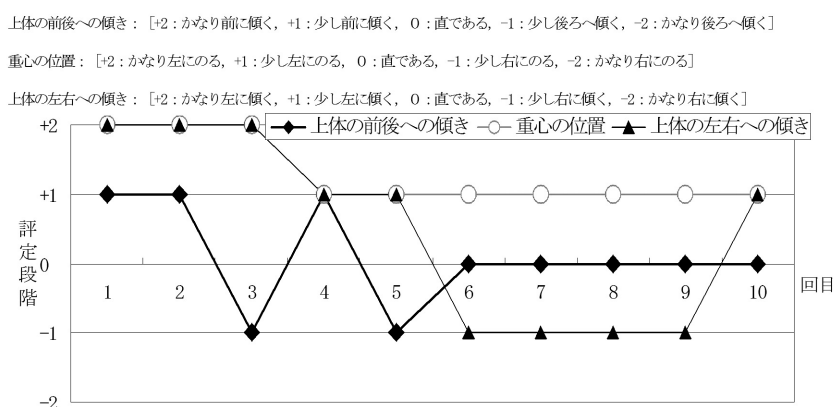 上体の前後への傾き：［+2：かなり前に傾く，+1：少し前に傾く，0：直である，-1：少し後ろへ傾く，-2：かなり後ろへ傾く］
重心の位置：［+2：かなり左にのる，+1：少し左にのる，0：直である，-1：少し右にのる，-2：かなり右にのる］
上体の左右への傾き：［+2：かなり左に傾く，+1：少し左に傾く，0：直である，-1：少し右に傾く，-2：かなり右に傾く］
上体の前後への傾き 重心の位置 上体の左右への傾き
+2
+1
0
-1
-2
評定段階
1 2 3 4 5 6 7 8 9 10
回目